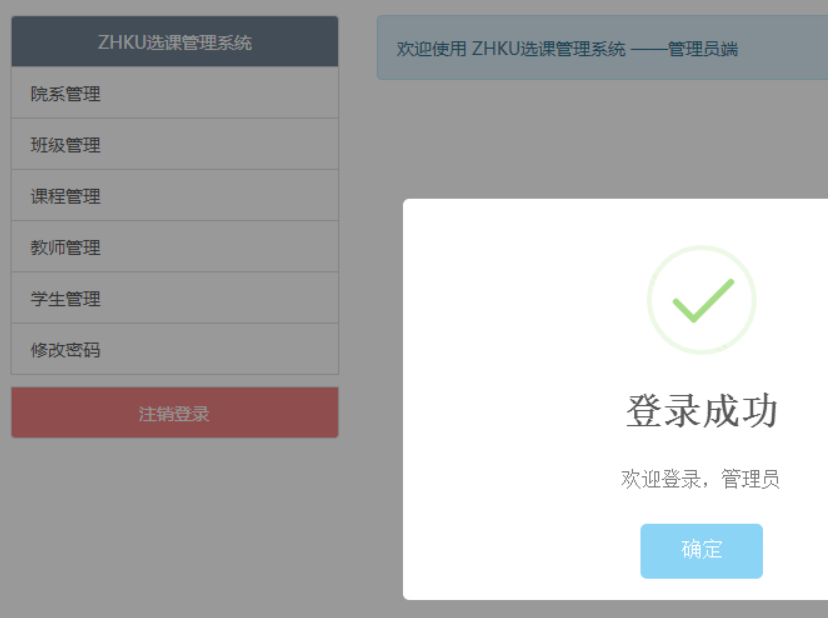 ZHKU选课管理系统
院系管理
班级管理
课程管理
教师管理
学生管理
修改密码
注销登录
欢迎使用 ZHKU选课管理系统 ——管理员端
登录成功
欢迎登录，管理员
确定